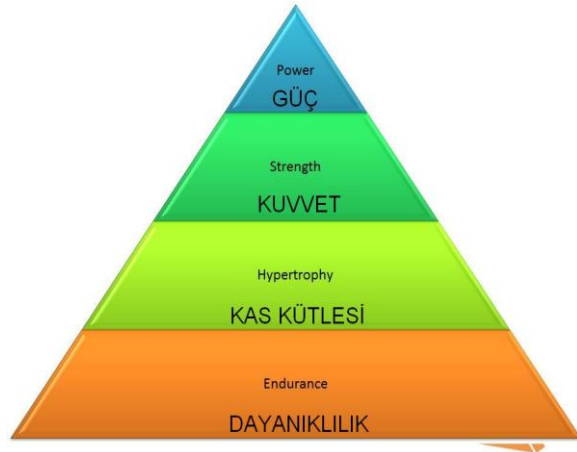 Power
GÜÇ
Strength
KUVVET
Hypertrophy
KAS KÜTLESİ
Endurance
DAYANIKLILIK